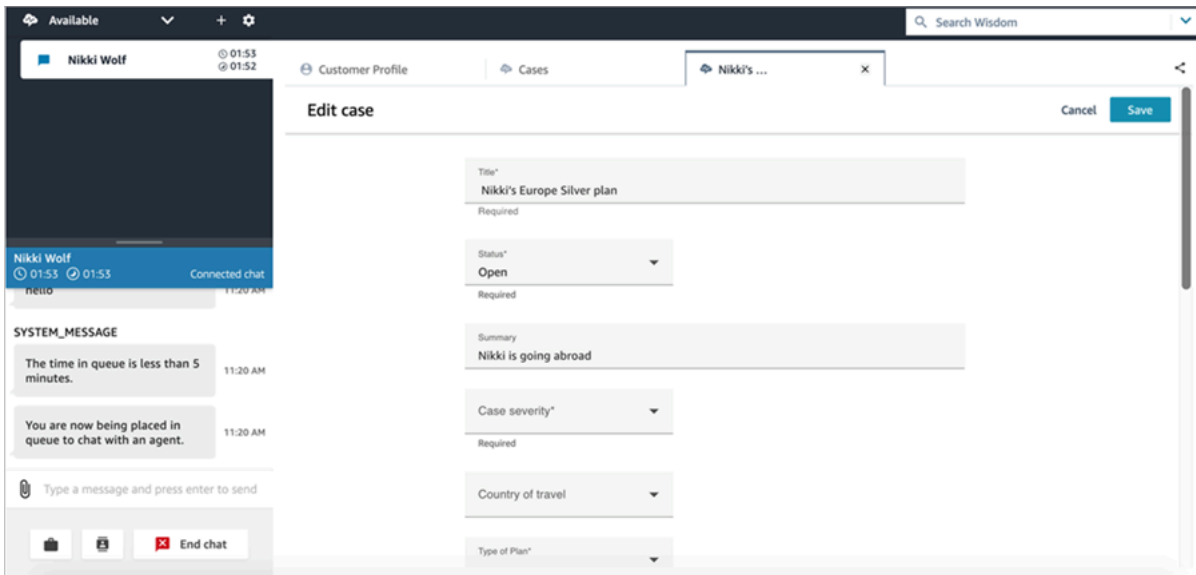 Available
Search Wisdom
Nikki Wolf
01:53
01:52
Customer Profile
Cases
Nikki's ...
Edit case
Cancel
Save
Title*
Nikki's Europe Silver plan
Required
Status*
Open
Required
Summary
Nikki is going abroad
Case severity*
Required
Country of travel
Type of Plan*
Nikki Wolf
01:53 01:53 Connected chat
hello 11:20 AM
SYSTEM_MESSAGE
The time in queue is less than 5
minutes.
11:20 AM
You are now being placed in
queue to chat with an agent.
11:20 AM
Type a message and press enter to send
End chat